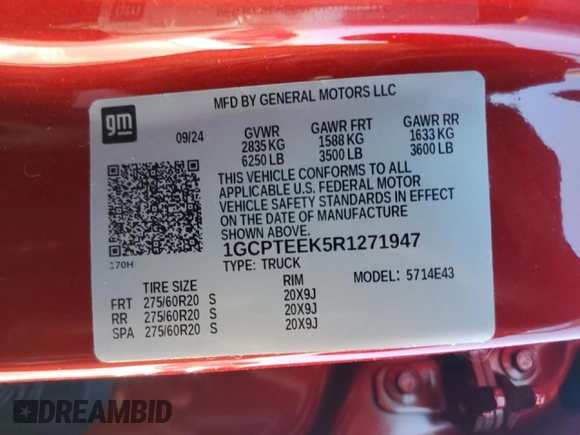 MFD BY GENERAL MOTORS LLC
gm
09/24
GVWR GAWR FRT GAWR RR
2835 KG 1588 KG 1633 KG
6250 LB 3500 LB 3600 LB
THIS VEHICLE CONFORMS TO ALL
APPLICABLE U.S. FEDERAL MOTOR
VEHICLE SAFETY STANDARDS IN EFFECT
ON THE DATE OF MANUFACTURE
SHOWN ABOVE.
170H
1GCPTEEK5R1271947
TYPE: TRUCK MODEL: 5714E43
TIRE SIZE RIM
FRT 275/60R20 S 20X9J
RR 275/60R20 S 20X9J
SPA 275/60R20 S 20X9J
DREAMBID